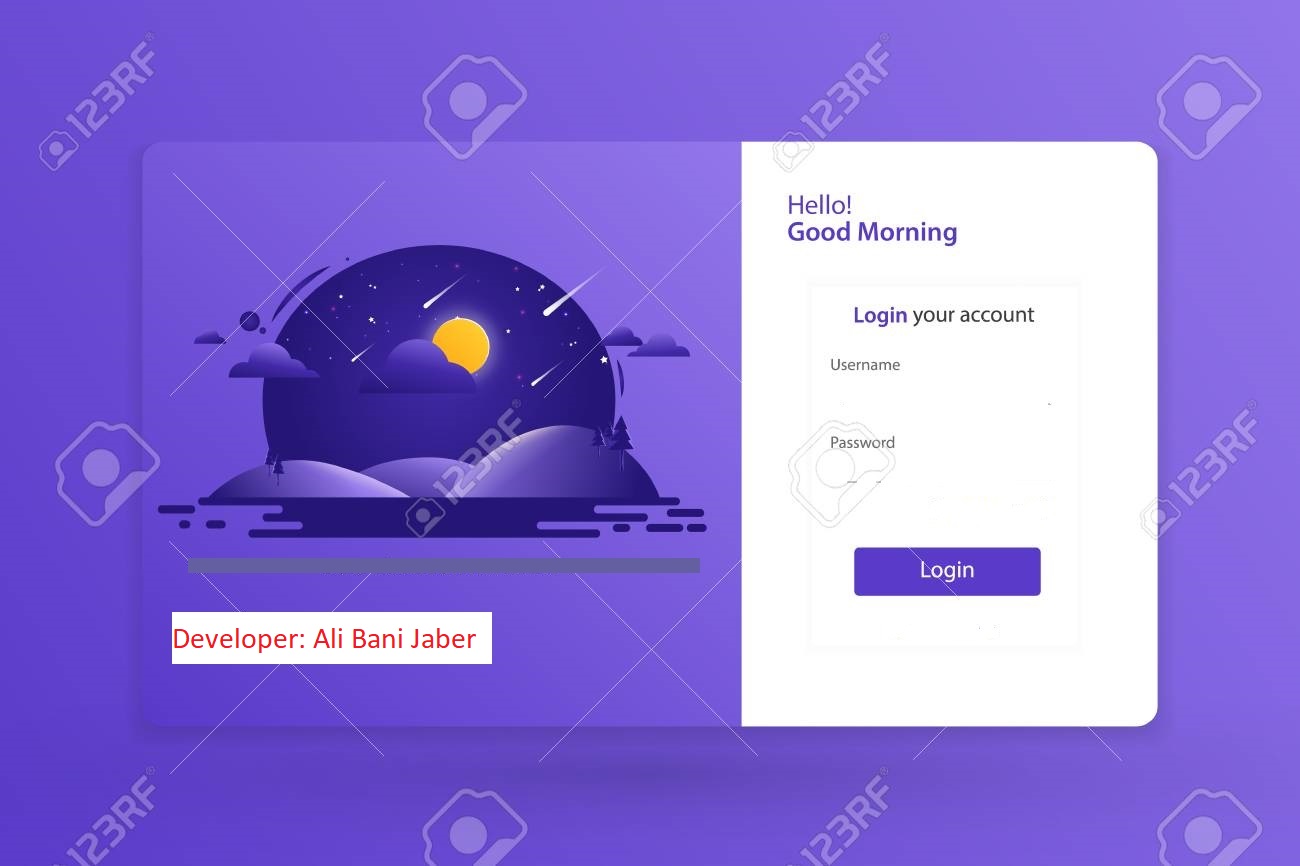 123RF
123RF
Hello!
Good Morning
Login your account
Username
Password
123RF
123RF
Login
Developer: Ali Bani Jaber
123RF
123RF